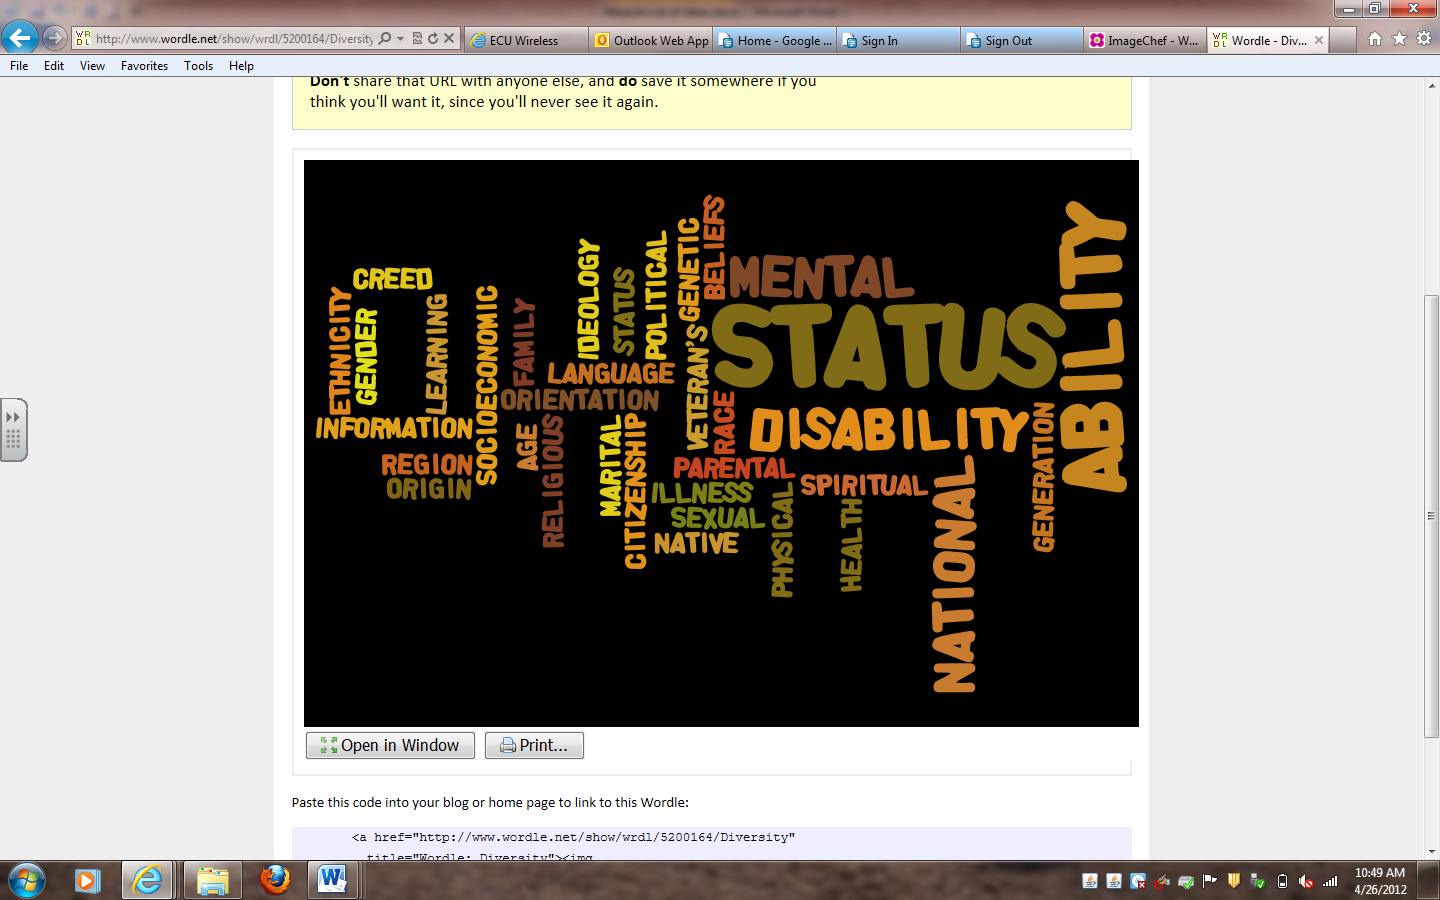 http://www.wordle.net/show/wrdl/5200164/Diversity
ECU Wireless
Outlook Web App
Home - Google ...
Sign In
Sign Out
ImageChef - W...
Wordle - Div...
File Edit View Favorites Tools Help
Don't share that URL with anyone else, and do save it somewhere if you
think you'll want it, since you'll never see it again.
CREED
ETHNICITY
GENDER
LEARNING
INFORMATION
REGION
ORIGIN
SOCIOECONOMIC
FAMILY
IDEOLOGY
STATUS
POLITICAL
LANGUAGE
ORIENTATION
AGE
RELIGIOUS
MARITAL
CITIZENSHIP
GENETIC
BELIEFS
VETERAN'S
RACE
MENTAL
STATUS
DISABILITY
ABILITY
PARENTAL
ILLNESS
SEXUAL
NATIVE
PHYSICAL
SPIRITUAL
HEALTH
NATIONAL
GENERATION
Open in Window
Print...
Paste this code into your blog or home page to link to this Wordle:
<a href="http://www.wordle.net/show/wrdl/5200164/Diversity"
title="Wordle: Diversity"><img
10:49 AM
4/26/2012